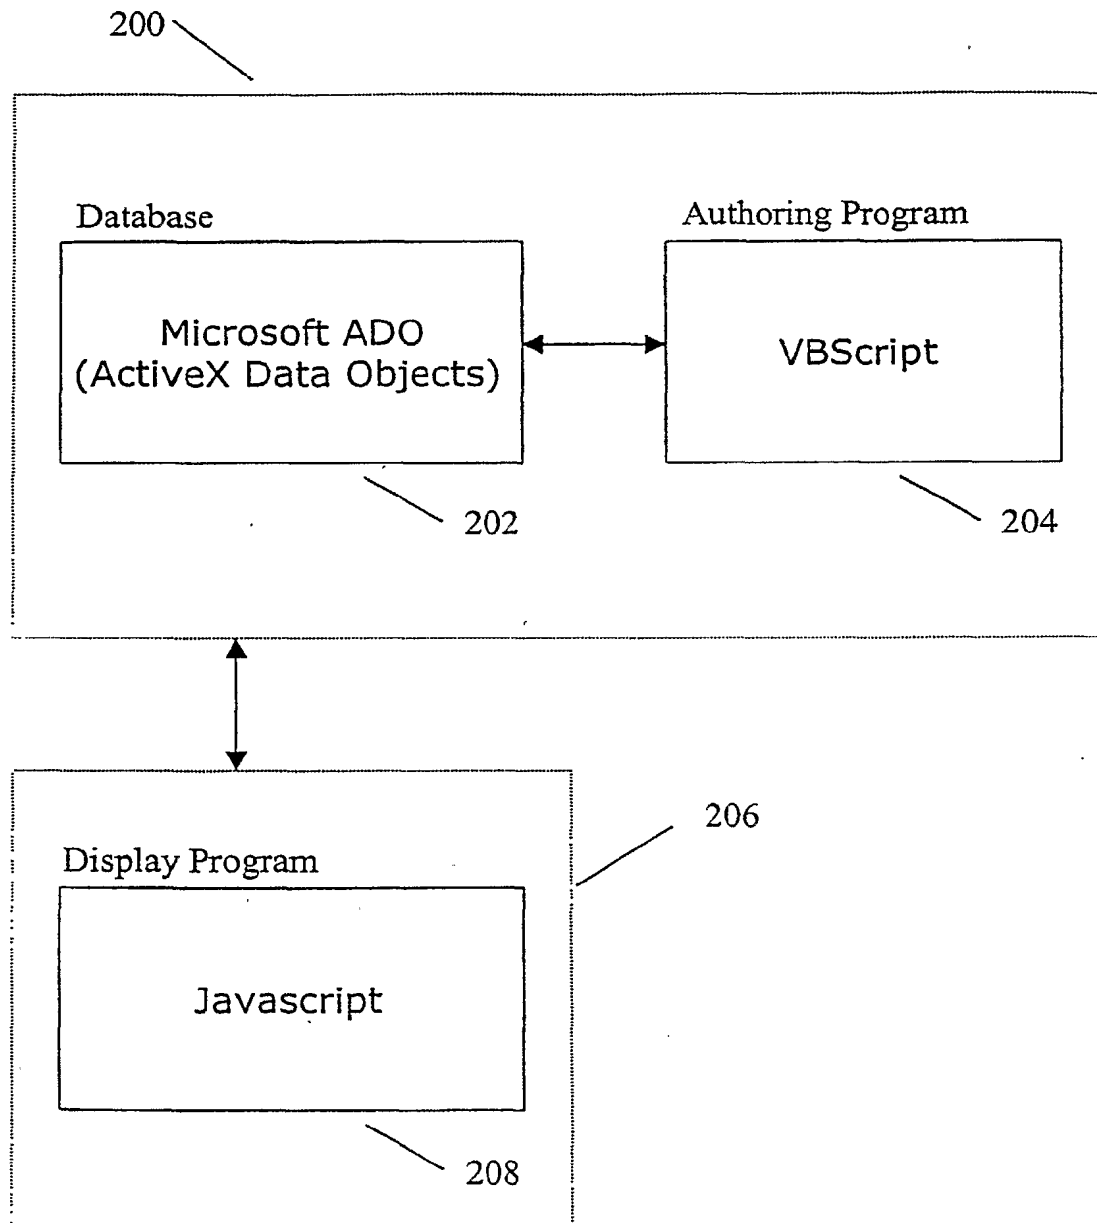 200
Database
Authoring Program
Microsoft ADO
(ActiveX Data Objects)
VBScript
202
204
206
Display Program
Javascript
208